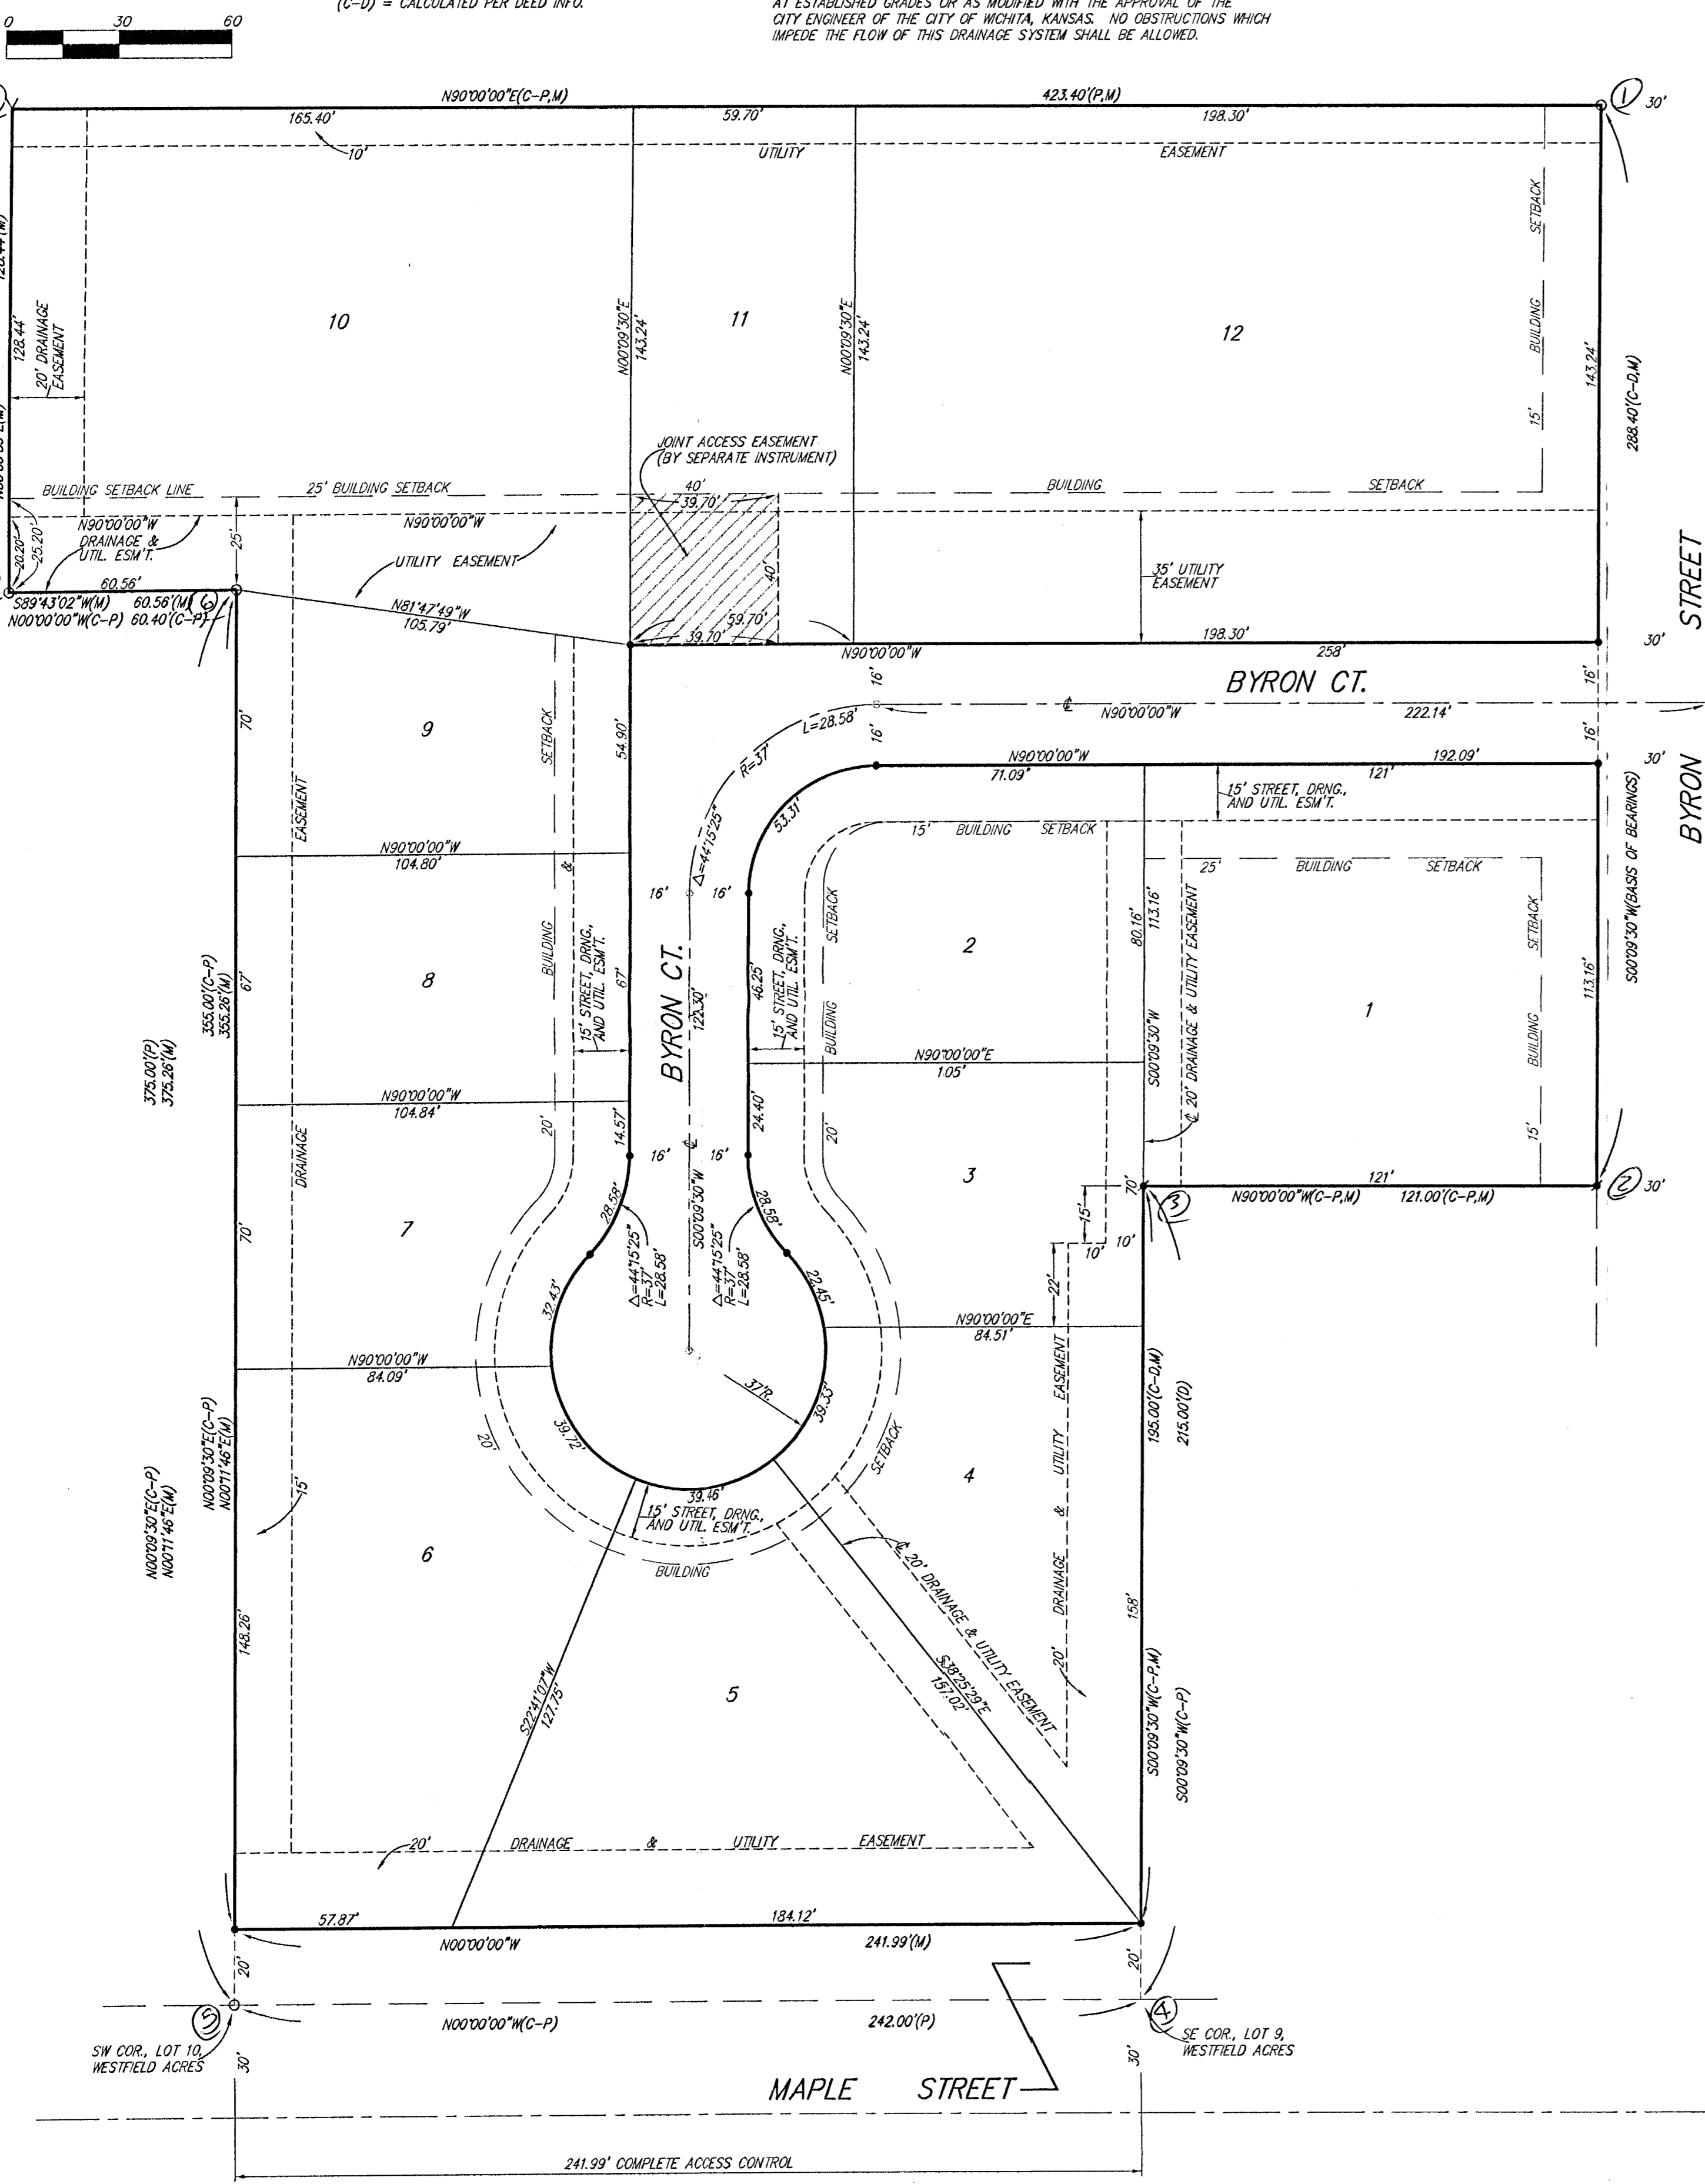 (C-D) = CALCULATED PER DEED INFO.
AT ESTABLISHED GRADES OR AS MODIFIED WITH THE APPROVAL OF THE
CITY ENGINEER OF THE CITY OF WICHITA, KANSAS. NO OBSTRUCTIONS WHICH
IMPEDE THE FLOW OF THIS DRAINAGE SYSTEM SHALL BE ALLOWED.
0 30 60
N90°00'00"E(C-P,M)
423.40'(P,M)
1
30'
165.40'
59.70'
198.30'
10'
UTILITY
EASEMENT
128.44'(M)
128.44'
20' DRAINAGE
EASEMENT
10
N00°09'30"E
143.24'
11
N00°09'30"E
143.24'
12
15' BUILDING SETBACK
143.24'
288.40'(C-D,M)
JOINT ACCESS EASEMENT
(BY SEPARATE INSTRUMENT)
BUILDING SETBACK LINE
25' BUILDING SETBACK
40'
39.70'
BUILDING
SETBACK
N90°00'00"W
DRAINAGE &
UTIL. ESM'T.
20.20'
25.20'
25'
N90°00'00"W
UTILITY EASEMENT
40'
35' UTILITY
EASEMENT
60.56'
S89°43'02"W(M) 60.56'(M)
6
N00°00'00"W(C-P) 60.40'(C-P)
N81°47'49"W
105.79'
59.70'
39.70'
N90°00'00"W
198.30'
258'
30'
STREET
BYRON CT.
16'
16'
L=28.58'
R=37'
Δ=44°15'25"
℄
N90°00'00"W
222.14'
16'
16'
30'
BYRON
70'
9
SETBACK
54.90'
EASEMENT
53.31'
N90°00'00"W
71.09'
121'
192.09'
15' STREET, DRNG.,
AND UTIL. ESM'T.
15' BUILDING SETBACK
25' BUILDING SETBACK
S00°09'30"W(BASIS OF BEARINGS)
N90°00'00"W
104.80'
&
16' 16'
BUILDING
15' STREET, DRNG.,
AND UTIL. ESM'T.
67'
8
67'
BYRON CT.
122.30'
46.25'
15' STREET, DRNG.,
AND UTIL. ESM'T.
SETBACK
BUILDING
2
80.16'
113.16'
℄ 20' DRAINAGE & UTILITY EASEMENT
S00°09'30"W
1
SETBACK
BUILDING
15'
113.16'
355.00'(C-P)
355.26'(M)
375.00'(P)
375.26'(M)
N90°00'00"E
105'
N90°00'00"W
104.84'
20'
14.57'
24.40'
20'
16' ℄ 16'
DRAINAGE
3
70'
121'
N90°00'00"W(C-P,M) 121.00'(C-P,M)
2
30'
3
15'
10' 10'
22'
7
70'
28.58'
S00°09'30"W
28.58'
Δ=44°15'25"
R=37'
L=28.58'
Δ=44°15'25"
R=37'
L=28.58'
32.43'
22.45'
N90°00'00"E
84.51'
N90°00'00"W
84.09'
37'R.
39.33'
39.72'
20'
SETBACK
39.46'
15' STREET, DRNG.,
AND UTIL. ESM'T.
BUILDING
4
20' DRAINAGE & UTILITY EASEMENT
195.00'(C-D,M)
215.00'(D)
N00°09'30"E(C-P)
N00°11'46"E(M)
N00°09'30"E(C-P)
N00°11'46"E(M)
15'
6
148.26'
℄ 20' DRAINAGE & UTILITY EASEMENT
158'
S38°25'29"E
157.02'
S22°41'07"W
127.75'
5
S00°09'30"W(C-P,M)
S00°09'30"W(C-P)
20' DRAINAGE & UTILITY EASEMENT
57.87'
184.12'
N00°00'00"W
241.99'(M)
20'
20'
5
N00°00'00"W(C-P)
242.00'(P)
4
SW COR., LOT 10,
WESTFIELD ACRES
SE COR., LOT 9,
WESTFIELD ACRES
30'
30'
MAPLE STREET
241.99' COMPLETE ACCESS CONTROL